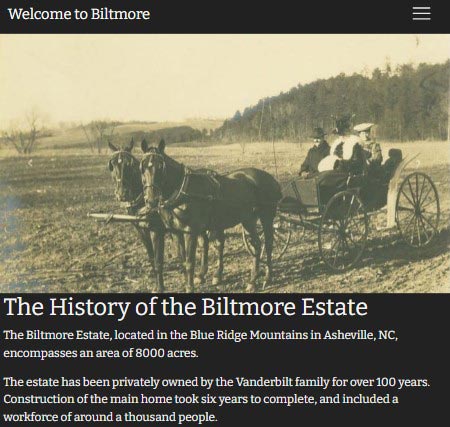 Welcome to Biltmore
The History of the Biltmore Estate
The Biltmore Estate, located in the Blue Ridge Mountains in Asheville, NC,
encompasses an area of 8000 acres.
The estate has been privately owned by the Vanderbilt family for over 100 years.
Construction of the main home took six years to complete, and included a
workforce of around a thousand people.